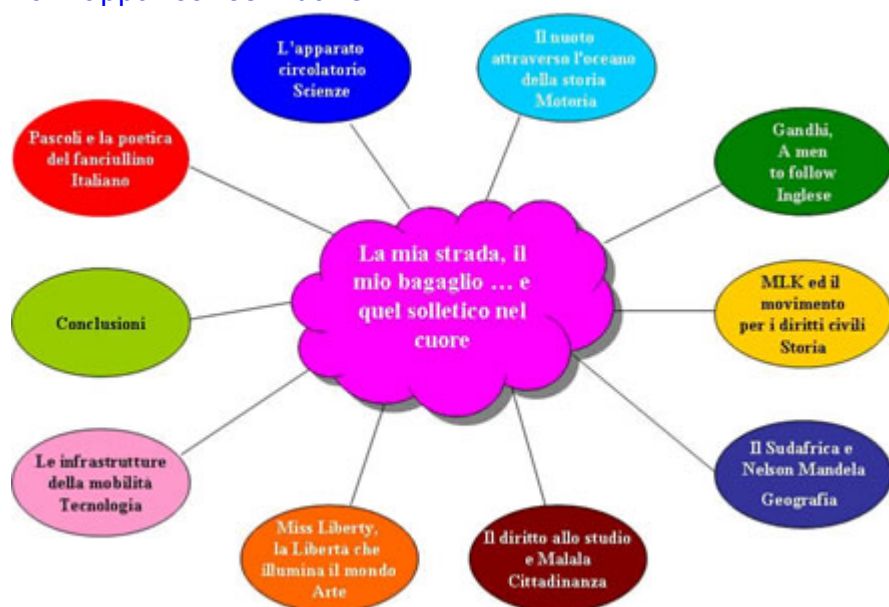 L'apparato
circolatorio
Scienze
Il nuoto
attraverso l'oceano
della storia
Motoria
Pascoli e la poetica
del fanciullino
Italiano
Gandhi,
A men
to follow
Inglese
La mia strada, il
mio bagaglio ... e
quel solletico nel
cuore
MLK ed il
movimento
per i diritti civili
Storia
Conclusioni
Il Sudafrica e
Nelson Mandela
Geografia
Le infrastrutture
della mobilità
Tecnologia
Miss Liberty,
la Libertà che
illumina il mondo
Arte
Il diritto allo studio
e Malala
Cittadinanza